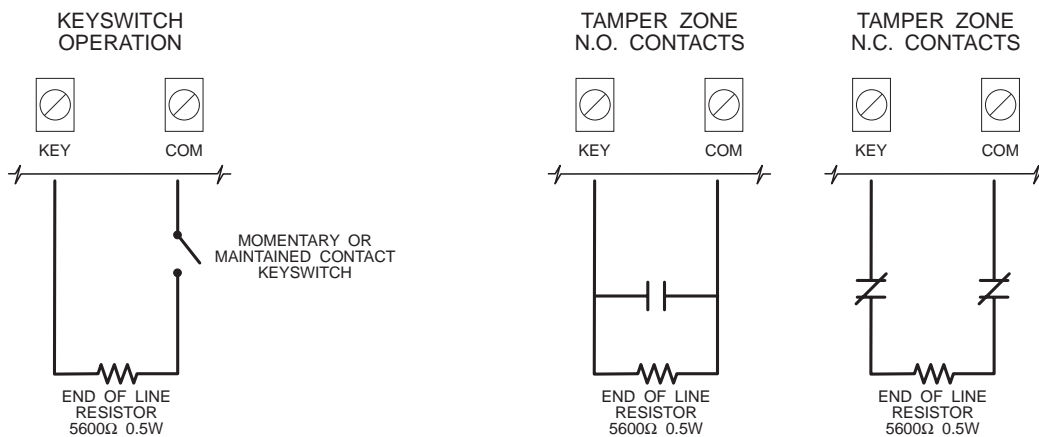 KEYSWITCH
OPERATION
KEY
COM
MOMENTARY OR
MAINTAINED CONTACT
KEYSWITCH
END OF LINE
RESISTOR
5600Ω 0.5W
TAMPER ZONE
N.O. CONTACTS
KEY
COM
END OF LINE
RESISTOR
5600Ω 0.5W
TAMPER ZONE
N.C. CONTACTS
KEY
COM
END OF LINE
RESISTOR
5600Ω 0.5W